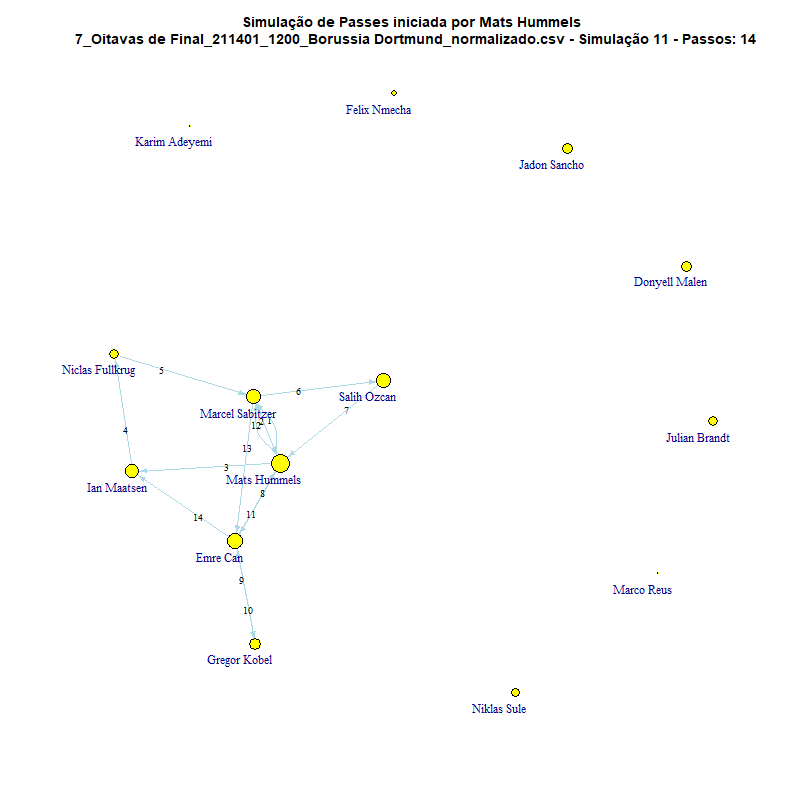 Simulação de Passes iniciada por Mats Hummels
7_Oitavas de Final_211401_1200_Borussia Dortmund_normalizado.csv - Simulação 11 - Passos: 14
Felix Nmecha
Karim Adeyemi
Jadon Sancho
Donyell Malen
Niclas Fullkrug
5
6
Salih Ozcan
7
Marcel Sabitzer
12
1
4
Julian Brandt
13
3
Mats Hummels
Ian Maatsen
8
14
11
Emre Can
9
Marco Reus
10
Gregor Kobel
Niklas Sule